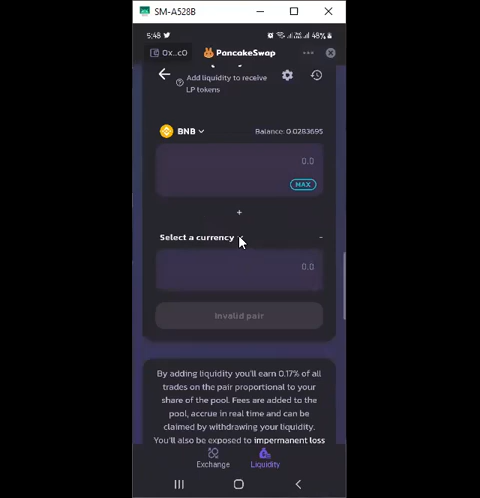 SM-A528B
5:48
48%
0x...c0
PancakeSwap
Add liquidity to receive
LP tokens
BNB
Balance: 0.0283695
0.0
MAX
+
Select a currency
-
0.0
Invalid pair
By adding liquidity you'll earn 0.17% of all
trades on the pair proportional to your
share of the pool. Fees are added to the
pool, accrue in real time and can be
claimed by withdrawing your liquidity.
You'll also be exposed to impermanent loss
Exchange
Liquidity